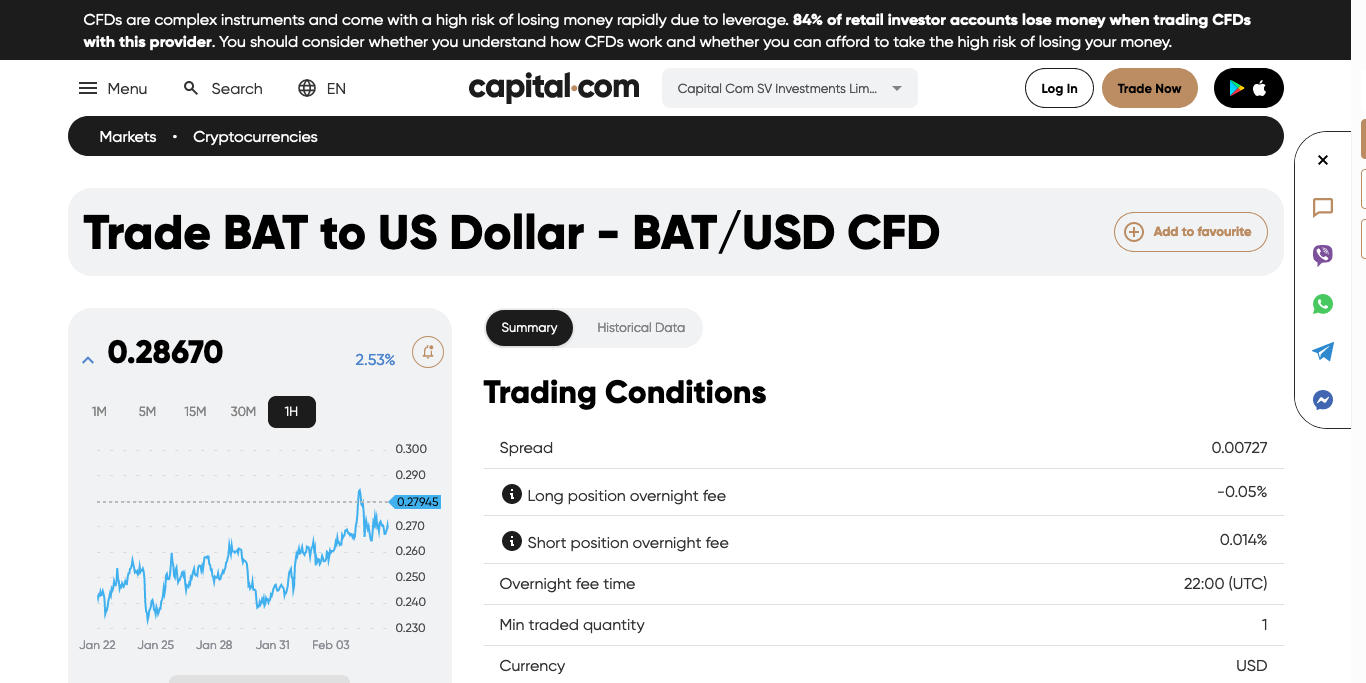 CFDs are complex instruments and come with a high risk of losing money rapidly due to leverage. 84% of retail investor accounts lose money when trading CFDs
with this provider. You should consider whether you understand how CFDs work and whether you can afford to take the high risk of losing your money.
Menu
Search
EN
capital.com
Capital Com SV Investments Lim...
Log In
Trade Now
Markets • Cryptocurrencies
Trade BAT to US Dollar - BAT/USD CFD
Add to favourite
0.28670
2.53%
1M 5M 15M 30M 1H
0.300
0.290
0.27945
0.270
0.260
0.250
0.240
0.230
Jan 22 Jan 25 Jan 28 Jan 31 Feb 03
Summary
Historical Data
Trading Conditions
Spread 0.00727
Long position overnight fee -0.05%
Short position overnight fee 0.014%
Overnight fee time 22:00 (UTC)
Min traded quantity 1
Currency USD